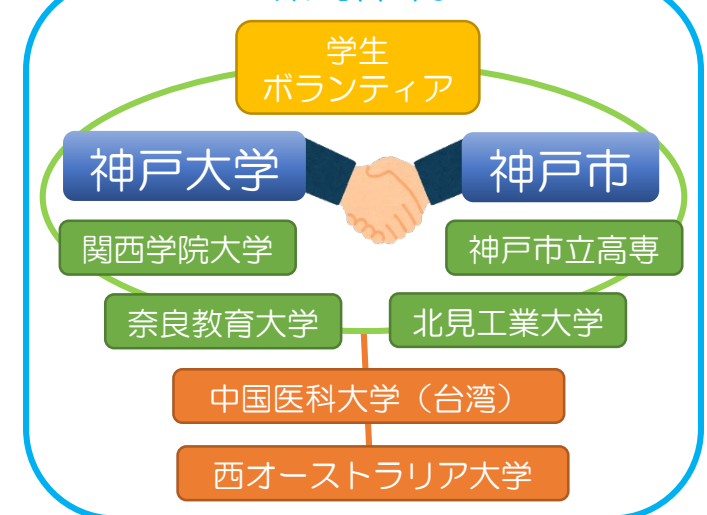 学生
ボランティア
神戸大学
神戸市
関西学院大学
神戸市立高専
奈良教育大学
北見工業大学
中国医科大学（台湾）
西オーストラリア大学